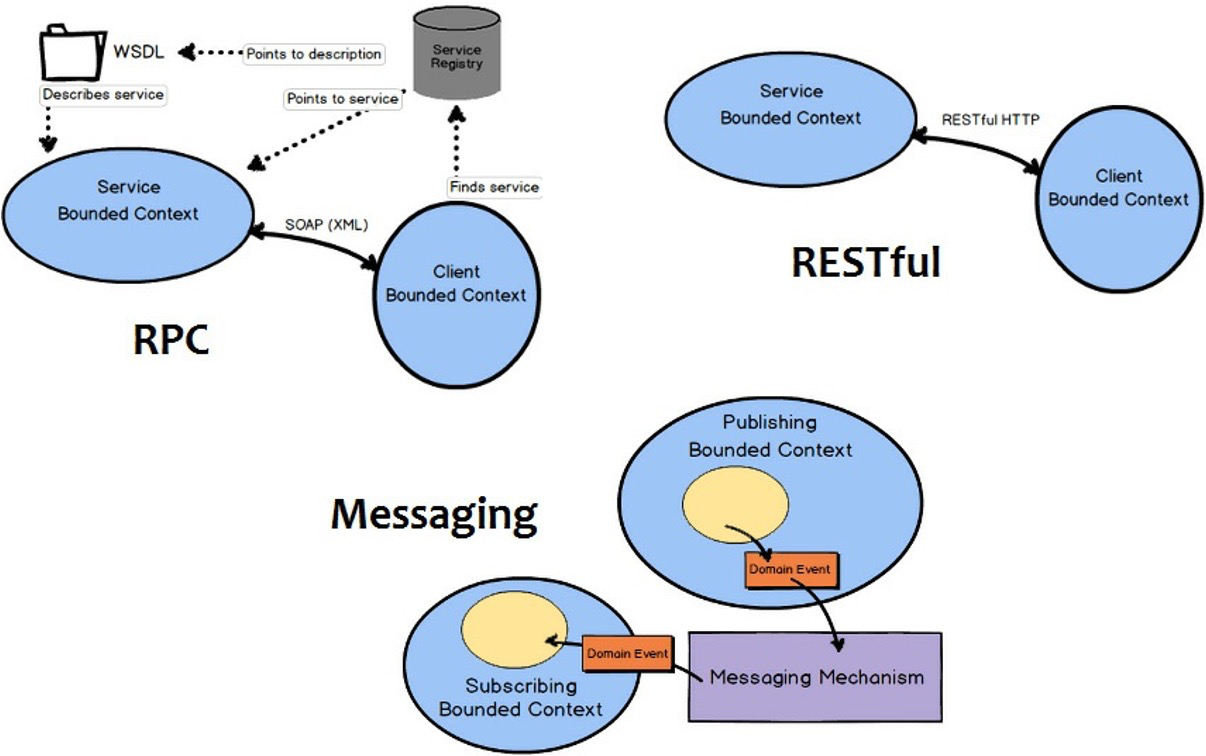 WSDL
Points to description
Service
Registry
Describes service
Points to service
Finds service
Service
Bounded Context
SOAP (XML)
Client
Bounded Context
RPC
Service
Bounded Context
RESTful HTTP
Client
Bounded Context
RESTful
Messaging
Publishing
Bounded Context
Domain Event
Messaging Mechanism
Domain Event
Subscribing
Bounded Context